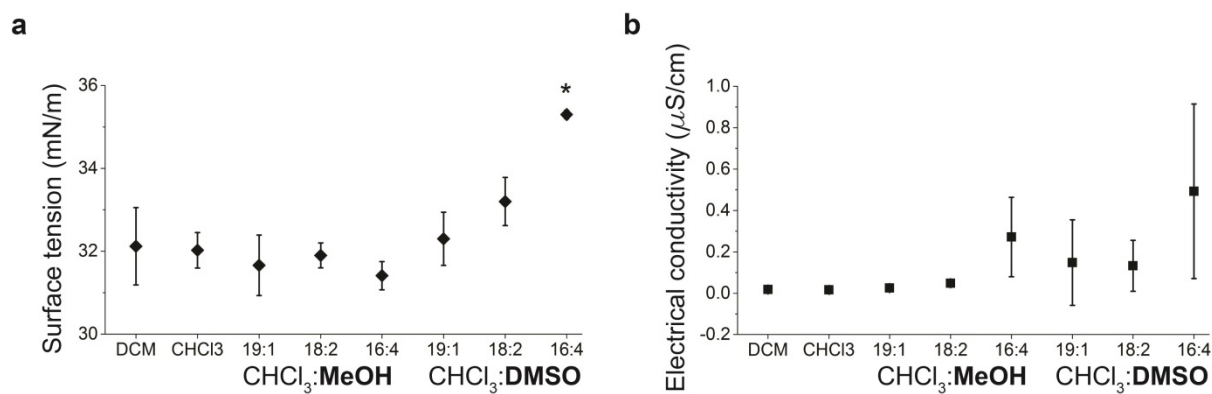 a
Surface tension (mN/m)
36
34
32
30
*
DCM CHCl3 19:1 18:2 16:4 19:1 18:2 16:4
CHCl₃:MeOH CHCl₃:DMSO
b
Electrical conductivity (μS/cm)
1.0
0.8
0.6
0.4
0.2
0.0
-0.2
DCM CHCl3 19:1 18:2 16:4 19:1 18:2 16:4
CHCl₃:MeOH CHCl₃:DMSO